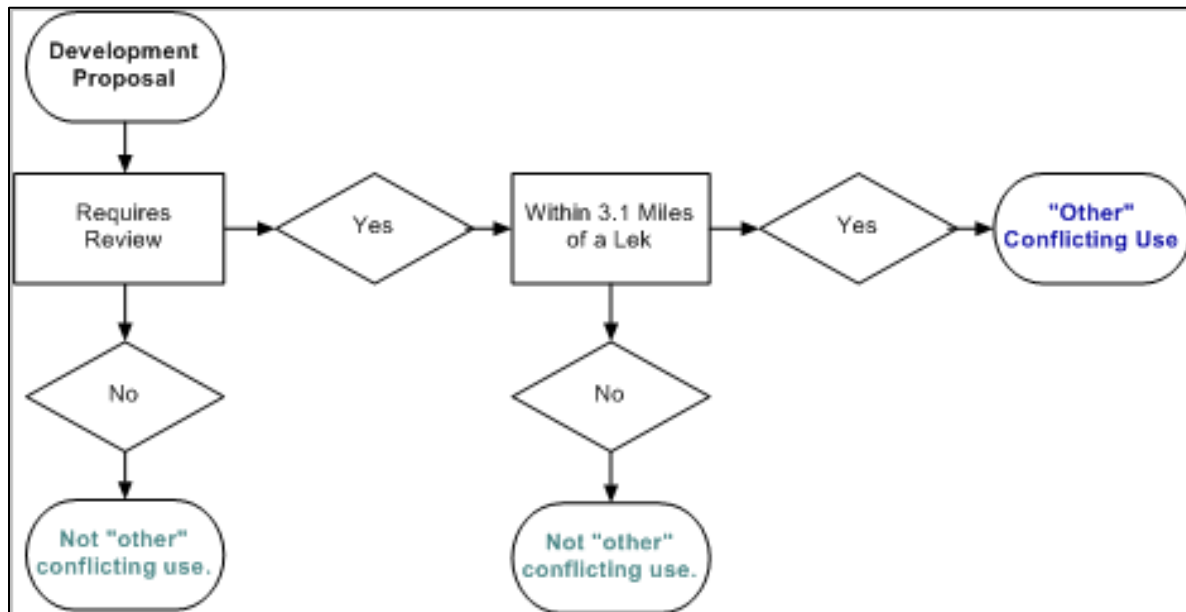 Development
Proposal
Requires
Review
Yes
Within 3.1 Miles
of a Lek
Yes
"Other"
Conflicting Use
No
No
Not "other"
conflicting use.
Not "other"
conflicting use.